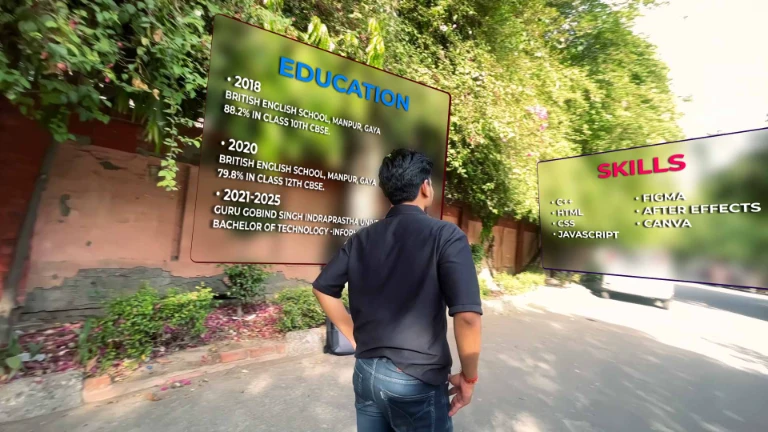 EDUCATION
• 2018
BRITISH ENGLISH SCHOOL, MANPUR, GAYA
88.2% IN CLASS 10TH CBSE.
• 2020
BRITISH ENGLISH SCHOOL, MANPUR, GAYA
79.8% IN CLASS 12TH CBSE.
• 2021-2025
GURU GOBIND SINGH INDRAPRASTHA
BACHELOR OF TECHNOLOGY
SKILLS
• C++
• HTML
• CSS
• JAVASCRIPT
• FIGMA
• AFTER EFFECTS
• CANVA